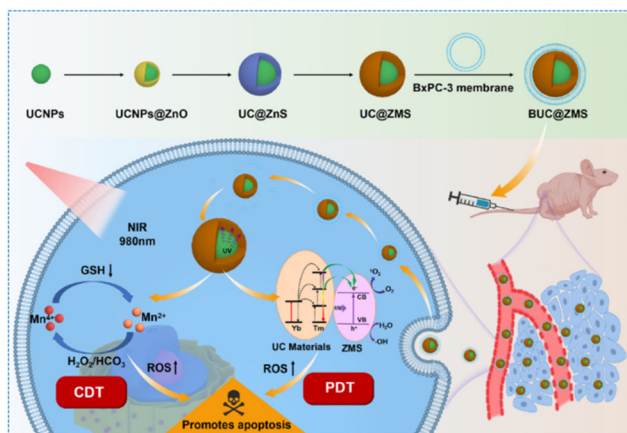 UCNPs
UCNPs@ZnO
UC@ZnS
UC@ZMS
BxPC-3 membrane
BUC@ZMS
NIR
980nm
UV
GSH↓
Mn⁴⁺
Mn²⁺
H₂O₂/HCO₃
ROS↑
CDT
Yb
Tm
UC Materials
e⁻
CB
VB
h⁺
ZMS
¹O₂
O₂
H₂O
·OH
ROS↑
PDT
Promotes apoptosis